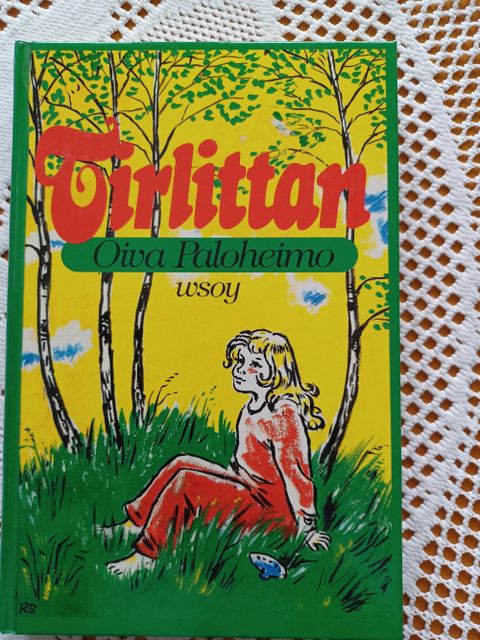 Tirlittan
Oiva Paloheimo
wsoy
RS